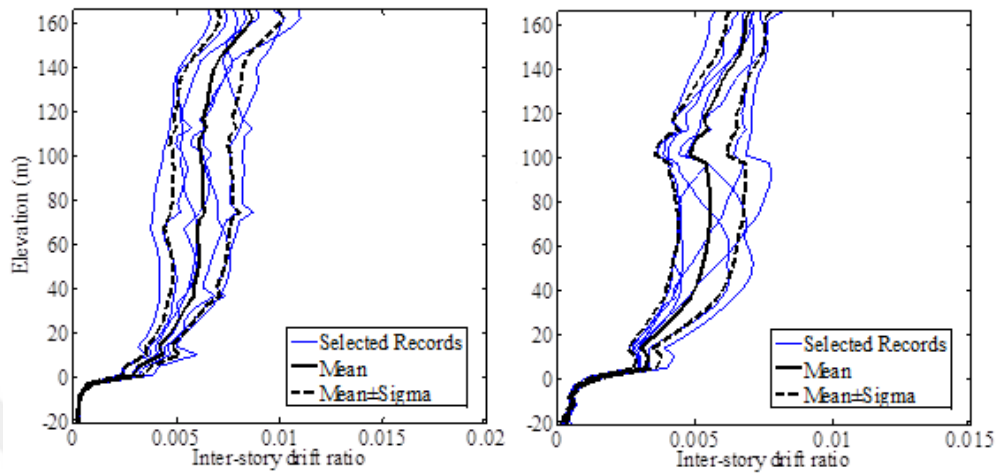 160
140
120
100
80
60
40
20
0
-20
Elevation (m)
Selected Records
Mean
Mean±Sigma
0 0.005 0.01 0.015 0.02
Inter-story drift ratio
160
140
120
100
80
60
40
20
0
-20
Selected Records
Mean
Mean±Sigma
0 0.005 0.01 0.015
Inter-story drift ratio